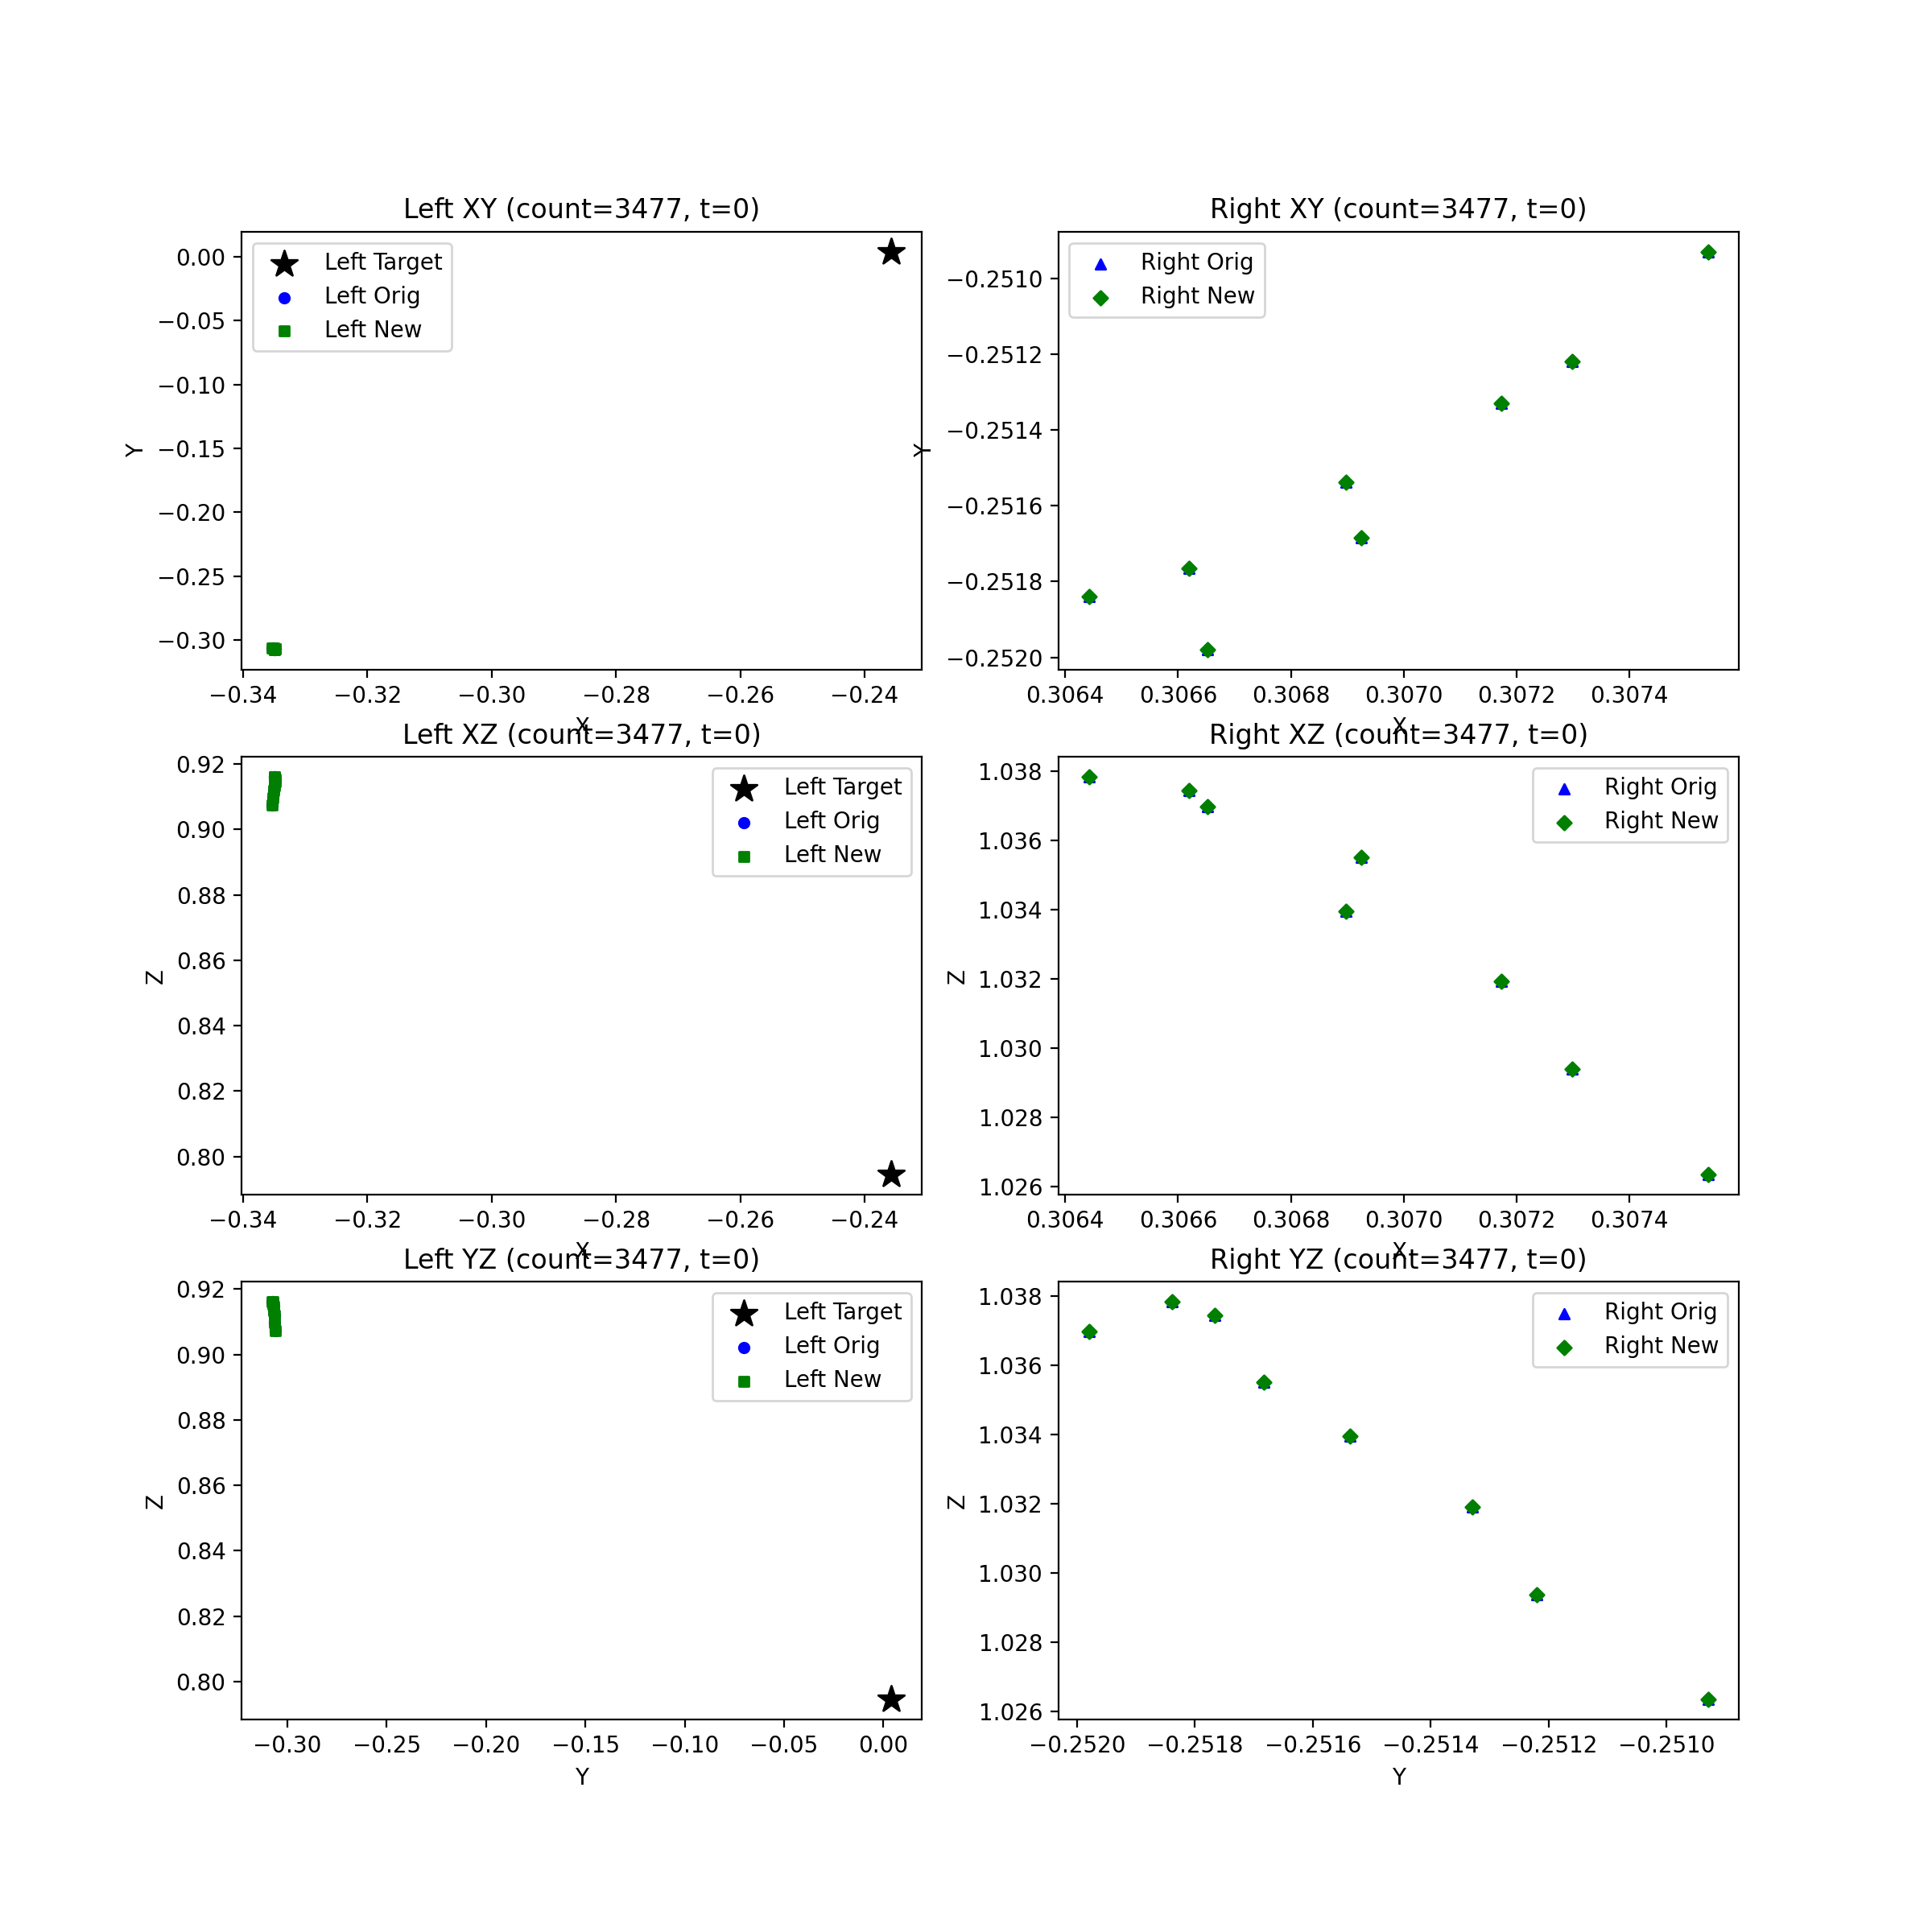 Left XY (count=3477, t=0)
Left Target
Left Orig
Left New
0.00
−0.05
−0.10
−0.15
−0.20
−0.25
−0.30
Y
−0.34 −0.32 −0.30 −0.28 −0.26 −0.24
X
Right XY (count=3477, t=0)
Right Orig
Right New
−0.2510
−0.2512
−0.2514
−0.2516
−0.2518
−0.2520
Y
0.3064 0.3066 0.3068 0.3070 0.3072 0.3074
X
Left XZ (count=3477, t=0)
Left Target
Left Orig
Left New
0.92
0.90
0.88
0.86
0.84
0.82
0.80
Z
−0.34 −0.32 −0.30 −0.28 −0.26 −0.24
X
Right XZ (count=3477, t=0)
Right Orig
Right New
1.038
1.036
1.034
1.032
1.030
1.028
1.026
Z
0.3064 0.3066 0.3068 0.3070 0.3072 0.3074
X
Left YZ (count=3477, t=0)
Left Target
Left Orig
Left New
0.92
0.90
0.88
0.86
0.84
0.82
0.80
Z
−0.30 −0.25 −0.20 −0.15 −0.10 −0.05 0.00
Y
Right YZ (count=3477, t=0)
Right Orig
Right New
1.038
1.036
1.034
1.032
1.030
1.028
1.026
Z
−0.2520 −0.2518 −0.2516 −0.2514 −0.2512 −0.2510
Y